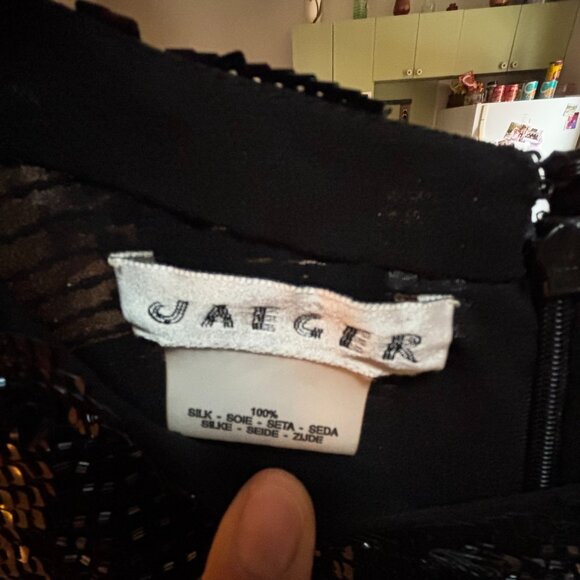 JAEGER
100%
SILK - SOIE - SETA - SEDA
SILKE - SEIDE - ZIJDE